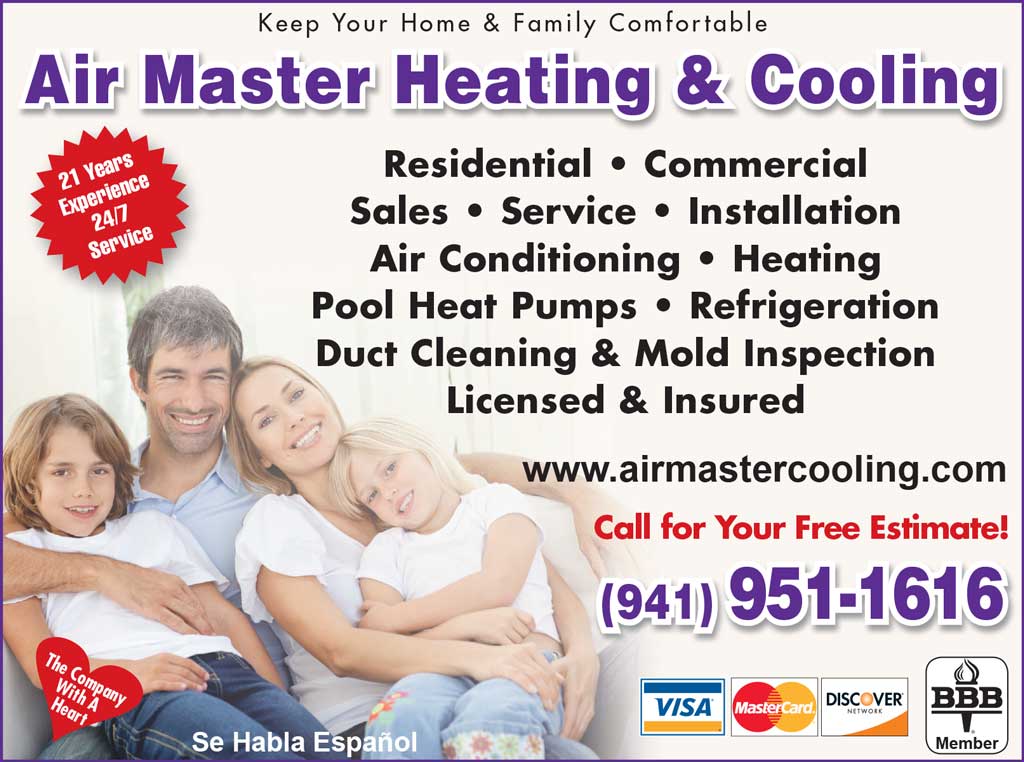 Keep Your Home & Family Comfortable
Air Master Heating & Cooling
21 Years
Experience
24/7
Service
Residential • Commercial
Sales • Service • Installation
Air Conditioning • Heating
Pool Heat Pumps • Refrigeration
Duct Cleaning & Mold Inspection
Licensed & Insured
www.airmastercooling.com
Call for Your Free Estimate!
(941) 951-1616
The Company
With A
Heart
Se Habla Español
VISA
MasterCard
DISCOVER
NETWORK
BBB
Member